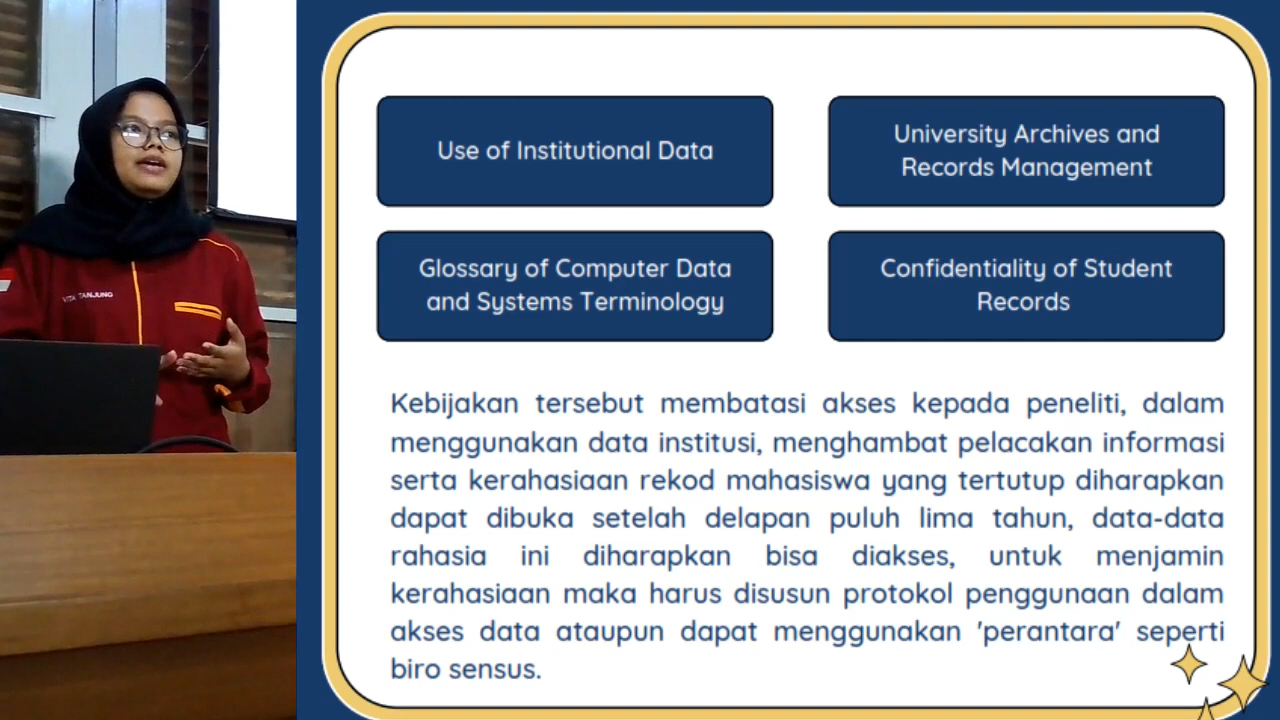 VITA TANJUNG
Use of Institutional Data
University Archives and
Records Management
Glossary of Computer Data
and Systems Terminology
Confidentiality of Student
Records
Kebijakan tersebut membatasi akses kepada peneliti, dalam
menggunakan data institusi, menghambat pelacakan informasi
serta kerahasiaan rekod mahasiswa yang tertutup diharapkan
dapat dibuka setelah delapan puluh lima tahun, data-data
rahasia ini diharapkan bisa diakses, untuk menjamin
kerahasiaan maka harus disusun protokol penggunaan dalam
akses data ataupun dapat menggunakan 'perantara' seperti
biro sensus.